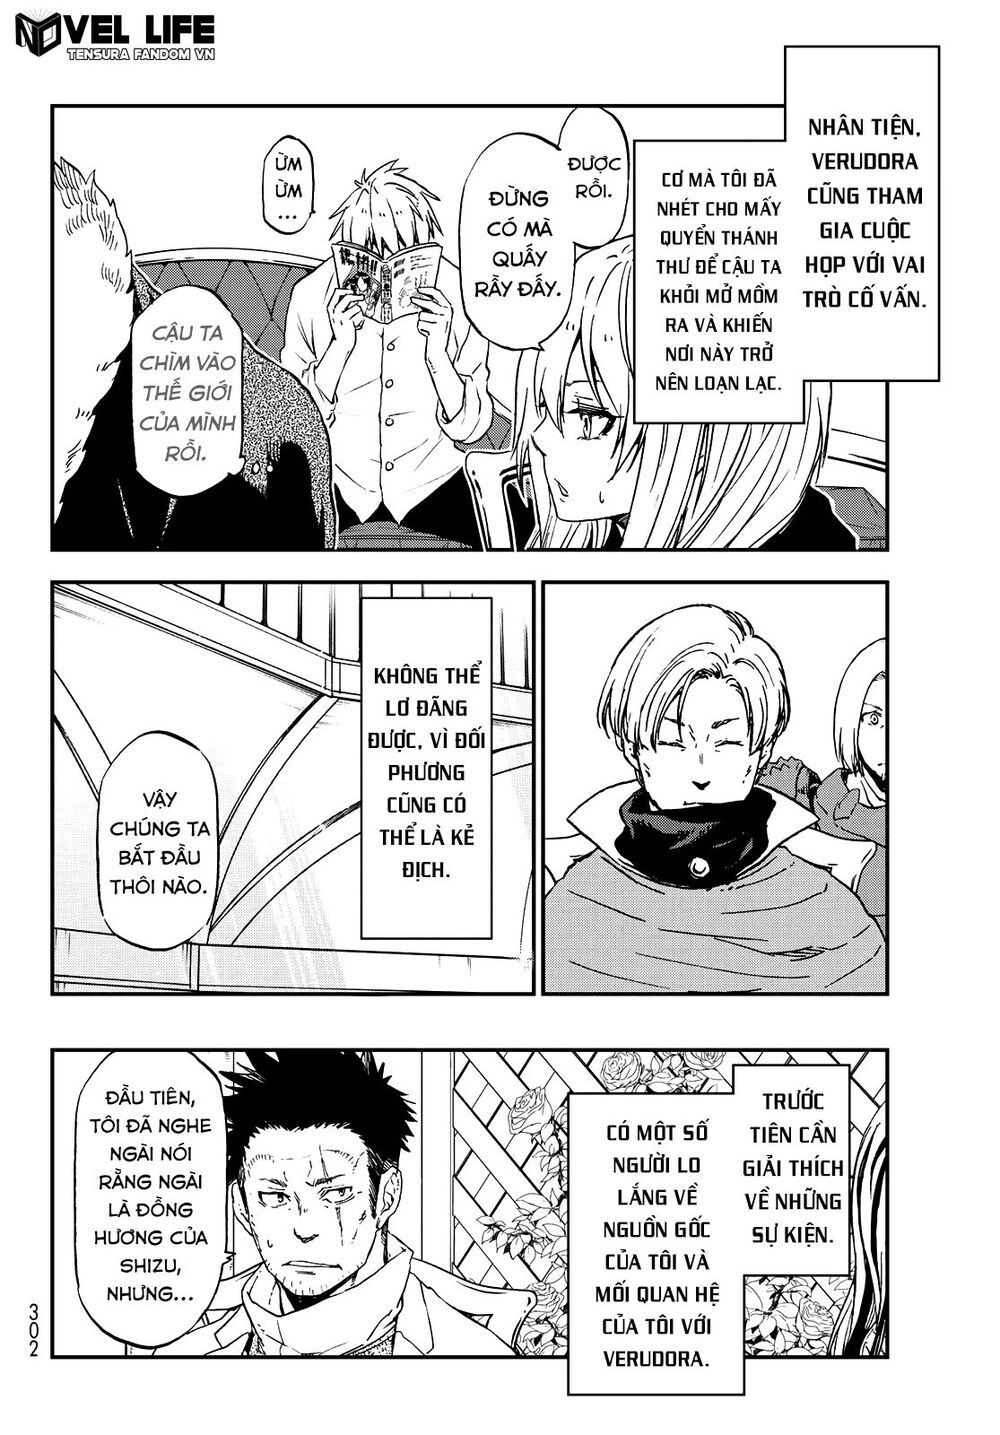 NOVEL LIFE
TENSURA FANDOM VN
NHÂN TIỆN,
VERUDORA
CŨNG THAM
GIA CUỘC
HỌP VỚI VAI
TRÒ CỐ VẤN.
CƠ MÀ TÔI ĐÃ
NHÉT CHO MẤY
QUYỂN THÁNH
THƯ ĐỂ CẬU TA
KHỎI MỞ MỒM
RA VÀ KHIẾN
NƠI NÀY TRỞ
NÊN LOẠN LẠC.
ĐƯỢC
RỒI.
ĐỪNG
CÓ MÀ
QUẤY
RẦY ĐẤY.
ỪM
ỪM
...
CẬU TA
CHÌM VÀO
THẾ GIỚI
CỦA MÌNH
RỒI.
KHÔNG THỂ
LƠ ĐÃNG
ĐƯỢC, VÌ ĐỐI
PHƯƠNG
CŨNG CÓ
THỂ LÀ KẺ
ĐỊCH.
VẬY
CHÚNG TA
BẮT ĐẦU
THÔI NÀO.
TRƯỚC
TIÊN CẦN
GIẢI THÍCH
VỀ NHỮNG
SỰ KIỆN.
CÓ MỘT SỐ
NGƯỜI LO
LẮNG VỀ
NGUỒN GỐC
CỦA TÔI VÀ
MỐI QUAN HỆ
CỦA TÔI VỚI
VERUDORA.
ĐẦU TIÊN,
TÔI ĐÃ NGHE
NGÀI NÓI
RẰNG NGÀI
LÀ ĐỒNG
HƯƠNG CỦA
SHIZU,
NHƯNG...
302